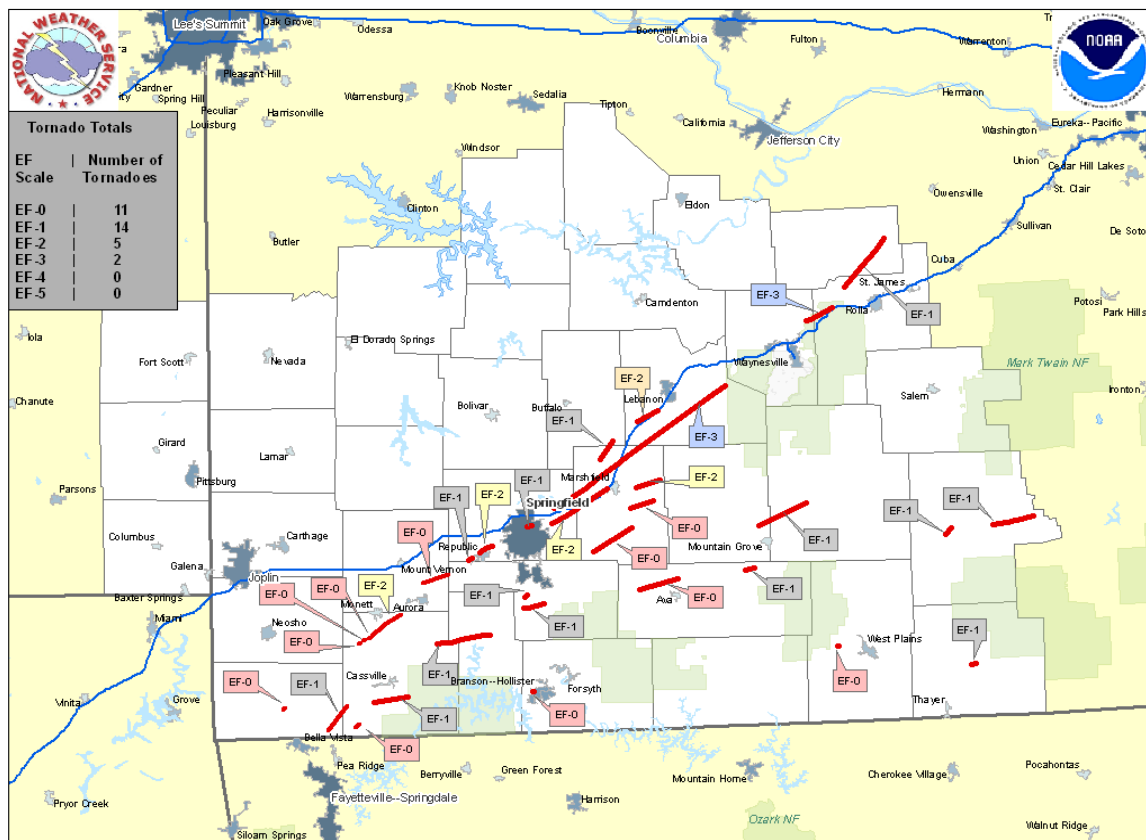 Lee's Summit
Oak Grove
Odessa
Boonville
Columbia
Fulton
Warrenton
NATIONAL WEATHER SERVICE
NOAA
Gardner
Pleasant Hill
Spring Hill
Peculiar
Louisburg
Harrisonville
Warrensburg
Knob Noster
Sedalia
Tipton
California
Jefferson City
Hermann
Washington
Eureka--Pacific
Union
Cedar Hill Lakes
St. Clair
Owensville
Sullivan
De Soto
Tornado Totals
EF | Number of
Scale Tornadoes
EF-0 | 11
EF-1 | 14
EF-2 | 5
EF-3 | 2
EF-4 | 0
EF-5 | 0
Windsor
Clinton
Eldon
Butler
Cuba
St. James
Rolla
EF-3
EF-1
Camdenton
Potosi
Park Hills
Iola
Fort Scott
Nevada
El Dorado Springs
Waynesville
Mark Twain NF
Ironton
Chanute
Bolivar
Buffalo
EF-2
Lebanon
Salem
Girard
Lamar
EF-1
EF-3
Parsons
Pittsburg
Marshfield
EF-1
EF-2
EF-1
EF-2
Springfield
EF-1
EF-1
Columbus
Carthage
EF-0
Republic
EF-2
EF-0
Mountain Grove
EF-1
Galena
Joplin
Mount Vernon
EF-0
EF-1
Baxter Springs
EF-0
EF-0
EF-2
Monett
Aurora
EF-1
Ava
EF-0
Miami
Neosho
EF-0
EF-1
West Plains
EF-1
EF-0
EF-1
Cassville
EF-1
Branson--Hollister
Forsyth
EF-0
Vinita
Grove
EF-1
EF-0
Thayer
Bella Vista
EF-0
Pea Ridge
Berryville
Green Forest
Mountain Home
Cherokee Village
Pocahontas
Pryor Creek
Fayetteville--Springdale
Harrison
Ozark NF
Walnut Ridge
Siloam Springs